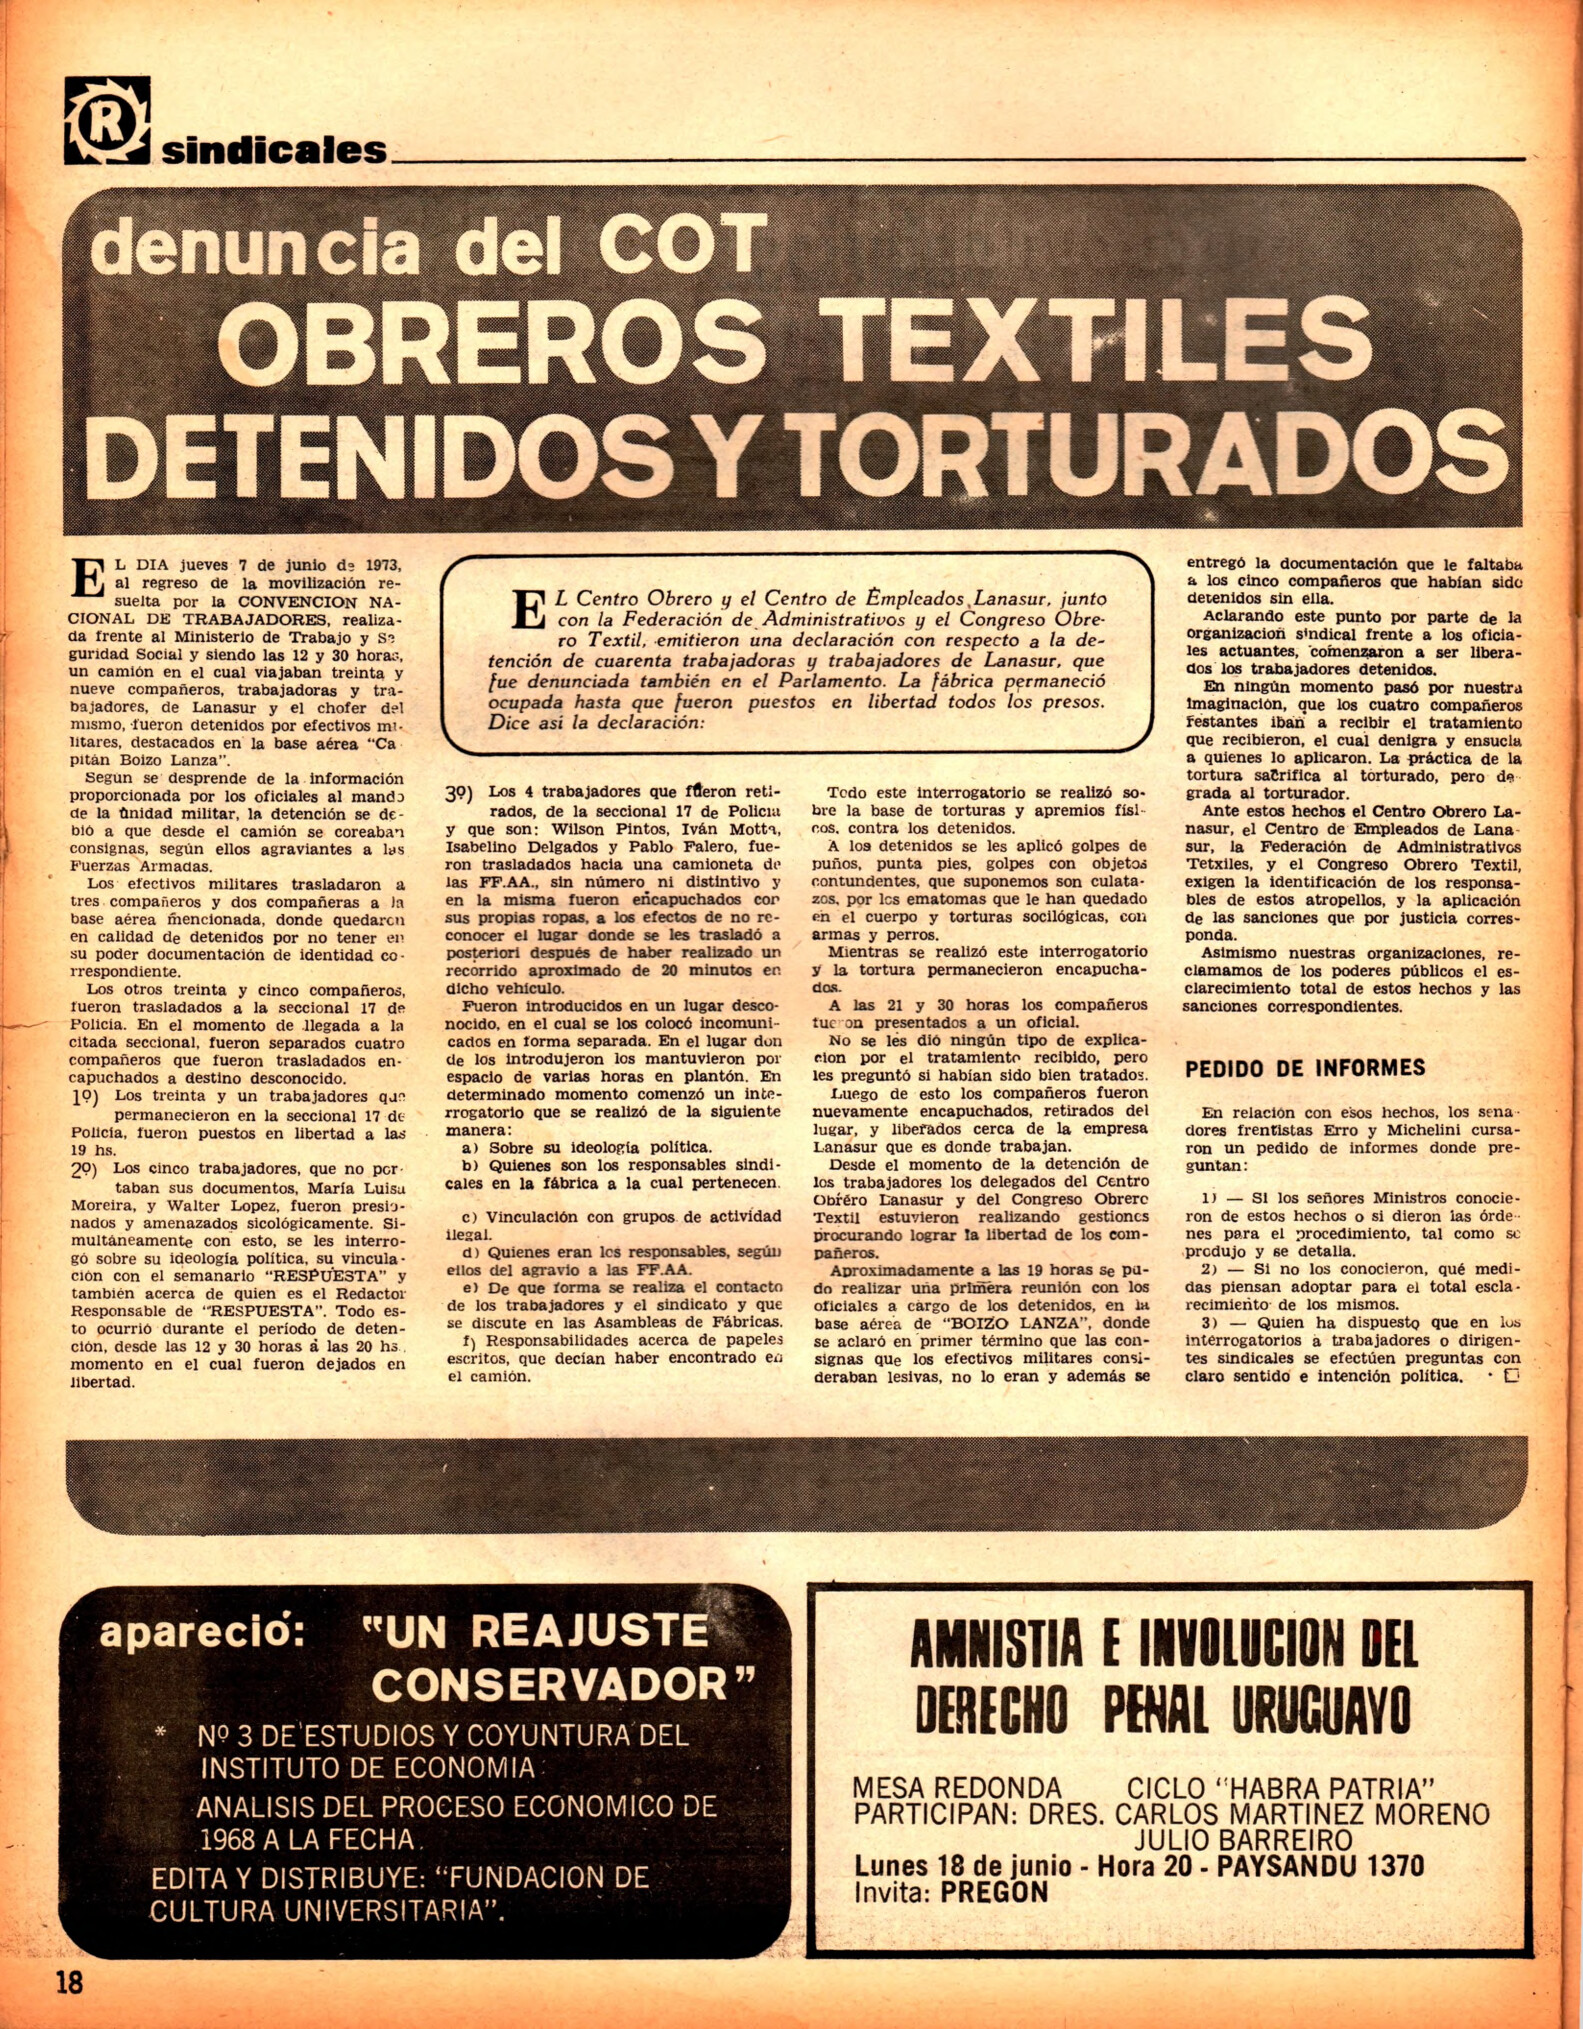 R
sindicales
denuncia del COT
OBREROS TEXTILES
DETENIDOS Y TORTURADOS
EL DIA jueves 7 de junio de 1973,
al regreso de la movilización re-
suelta por la CONVENCION NA-
CIONAL DE TRABAJADORES, realiza-
da frente al Ministerio de Trabajo y Se
guridad Social y siendo las 12 y 30 horas,
un camión en el cual viajaban treinta y
nueve compañeros, trabajadoras y tra-
bajadores, de Lanasur y el chofer del
mismo, fueron detenidos por efectivos mi-
litares, destacados en la base aérea "Ca
pitán Boizo Lanza".
Según se desprende de la información
proporcionada por los oficiales al mando
de la unidad militar, la detención se de-
bió a que desde el camión se coreaban
consignas, según ellos agraviantes a las
Fuerzas Armadas.
Los efectivos militares trasladaron a
tres compañeros y dos compañeras a la
base aérea mencionada, donde quedaron
en calidad de detenidos por no tener en
su poder documentación de identidad co-
rrespondiente.
Los otros treinta y cinco compañeros,
fueron trasladados a la seccional 17 de
Policía. En el momento de llegada a la
citada seccional, fueron separados cuatro
compañeros que fueron trasladados en-
capuchados a destino desconocido.
1º) Los treinta y un trabajadores que
permanecieron en la seccional 17 de
Policía, fueron puestos en libertad a las
19 hs.
2º) Los cinco trabajadores, que no por-
taban sus documentos, María Luisa
Moreira, y Walter Lopez, fueron presio-
nados y amenazados sicológicamente. Si-
multáneamente con esto, se les interro-
gó sobre su ideología política, su vincula-
ción con el semanario "RESPUESTA" y
también acerca de quien es el Redactor
Responsable de "RESPUESTA". Todo es-
to ocurrió durante el período de deten-
ción, desde las 12 y 30 horas á las 20 hs.
momento en el cual fueron dejados en
libertad.
EL Centro Obrero y el Centro de Empleados Lanasur, junto
con la Federación de Administrativos y el Congreso Obre-
ro Textil, emitieron una declaración con respecto a la de-
tención de cuarenta trabajadoras y trabajadores de Lanasur, que
fue denunciada también en el Parlamento. La fábrica permaneció
ocupada hasta que fueron puestos en libertad todos los presos.
Dice así la declaración:
3º) Los 4 trabajadores que fueron reti-
rados, de la seccional 17 de Policía
y que son: Wilson Pintos, Iván Motta,
Isabelino Delgados y Pablo Falero, fue-
ron trasladados hacia una camioneta de
las FF.AA., sin número ni distintivo y
en la misma fueron encapuchados con
sus propias ropas, a los efectos de no re-
conocer el lugar donde se les trasladó a
posteriori después de haber realizado un
recorrido aproximado de 20 minutos en
dicho vehículo.
Fueron introducidos en un lugar desco-
nocido, en el cual se los colocó incomuni-
cados en forma separada. En el lugar don
de los introdujeron los mantuvieron por
espacio de varias horas en plantón. En
determinado momento comenzó un inte-
rrogatorio que se realizó de la siguiente
manera:
a) Sobre su ideología política.
b) Quienes son los responsables sindi-
cales en la fábrica a la cual pertenecen.
c) Vinculación con grupos de actividad
ilegal.
d) Quienes eran los responsables, según
ellos del agravio a las FF.AA.
e) De que forma se realiza el contacto
de los trabajadores y el sindicato y que
se discute en las Asambleas de Fábricas.
f) Responsabilidades acerca de papeles
escritos, que decían haber encontrado en
el camión.
Todo este interrogatorio se realizó so-
bre la base de torturas y apremios físi-
cos, contra los detenidos.
A los detenidos se les aplicó golpes de
puños, punta pies, golpes con objetos
contundentes, que suponemos son culata-
zos, por los ematomas que le han quedado
en el cuerpo y torturas socilógicas, con
armas y perros.
Mientras se realizó este interrogatorio
y la tortura permanecieron encapucha-
dos.
A las 21 y 30 horas los compañeros
fueron presentados a un oficial.
No se les dió ningún tipo de explica-
cion por el tratamiento recibido, pero
les preguntó si habían sido bien tratados.
Luego de esto los compañeros fueron
nuevamente encapuchados, retirados del
lugar, y liberados cerca de la empresa
Lanasur que es donde trabajan.
Desde el momento de la detención de
los trabajadores los delegados del Centro
Obréro Lanasur y del Congreso Obrero
Textil estuvieron realizando gestiones
procurando lograr la libertad de los com-
pañeros.
Aproximadamente a las 19 horas se pu-
do realizar una primera reunión con los
oficiales a cargo de los detenidos, en la
base aérea de "BOIZO LANZA", donde
se aclaró en primer término que las con-
signas que los efectivos militares consi-
deraban lesivas, no lo eran y además se
entregó la documentación que le faltaba
a los cinco compañeros que habían sido
detenidos sin ella.
Aclarando este punto por parte de la
organización sindical frente a los oficia-
les actuantes, comenzaron a ser libera-
dos los trabajadores detenidos.
En ningún momento pasó por nuestra
imaginación, que los cuatro compañeros
restantes iban a recibir el tratamiento
que recibieron, el cual denigra y ensucia
a quienes lo aplicaron. La práctica de la
tortura sacrifica al torturado, pero de-
grada al torturador.
Ante estos hechos el Centro Obrero La-
nasur, el Centro de Empleados de Lana-
sur, la Federación de Administrativos
Tetxiles, y el Congreso Obrero Textil,
exigen la identificación de los responsa-
bles de estos atropellos, y la aplicación
de las sanciones que por justicia corres-
ponda.
Asimismo nuestras organizaciones, re-
clamamos de los poderes públicos el es-
clarecimiento total de estos hechos y las
sanciones correspondientes.
PEDIDO DE INFORMES
En relación con esos hechos, los sena-
dores frentistas Erro y Michelini cursa-
ron un pedido de informes donde pre-
guntan:
1) — Si los señores Ministros conocie-
ron de estos hechos o si dieron las órde-
nes para el procedimiento, tal como se
produjo y se detalla.
2) — Si no los conocieron, qué medi-
das piensan adoptar para el total escla-
recimiento de los mismos.
3) — Quien ha dispuesto que en los
interrogatorios a trabajadores o dirigen-
tes sindicales se efectúen preguntas con
claro sentido e intención política.
apareció: "UN REAJUSTE
CONSERVADOR"
* Nº 3 DE ESTUDIOS Y COYUNTURA DEL
INSTITUTO DE ECONOMIA
ANALISIS DEL PROCESO ECONOMICO DE
1968 A LA FECHA.
EDITA Y DISTRIBUYE: "FUNDACION DE
CULTURA UNIVERSITARIA".
AMNISTIA E INVOLUCION DEL
DERECHO PENAL URUGUAYO
MESA REDONDA CICLO "HABRA PATRIA"
PARTICIPAN: DRES. CARLOS MARTINEZ MORENO
JULIO BARREIRO
Lunes 18 de junio - Hora 20 - PAYSANDU 1370
Invita: PREGON
18